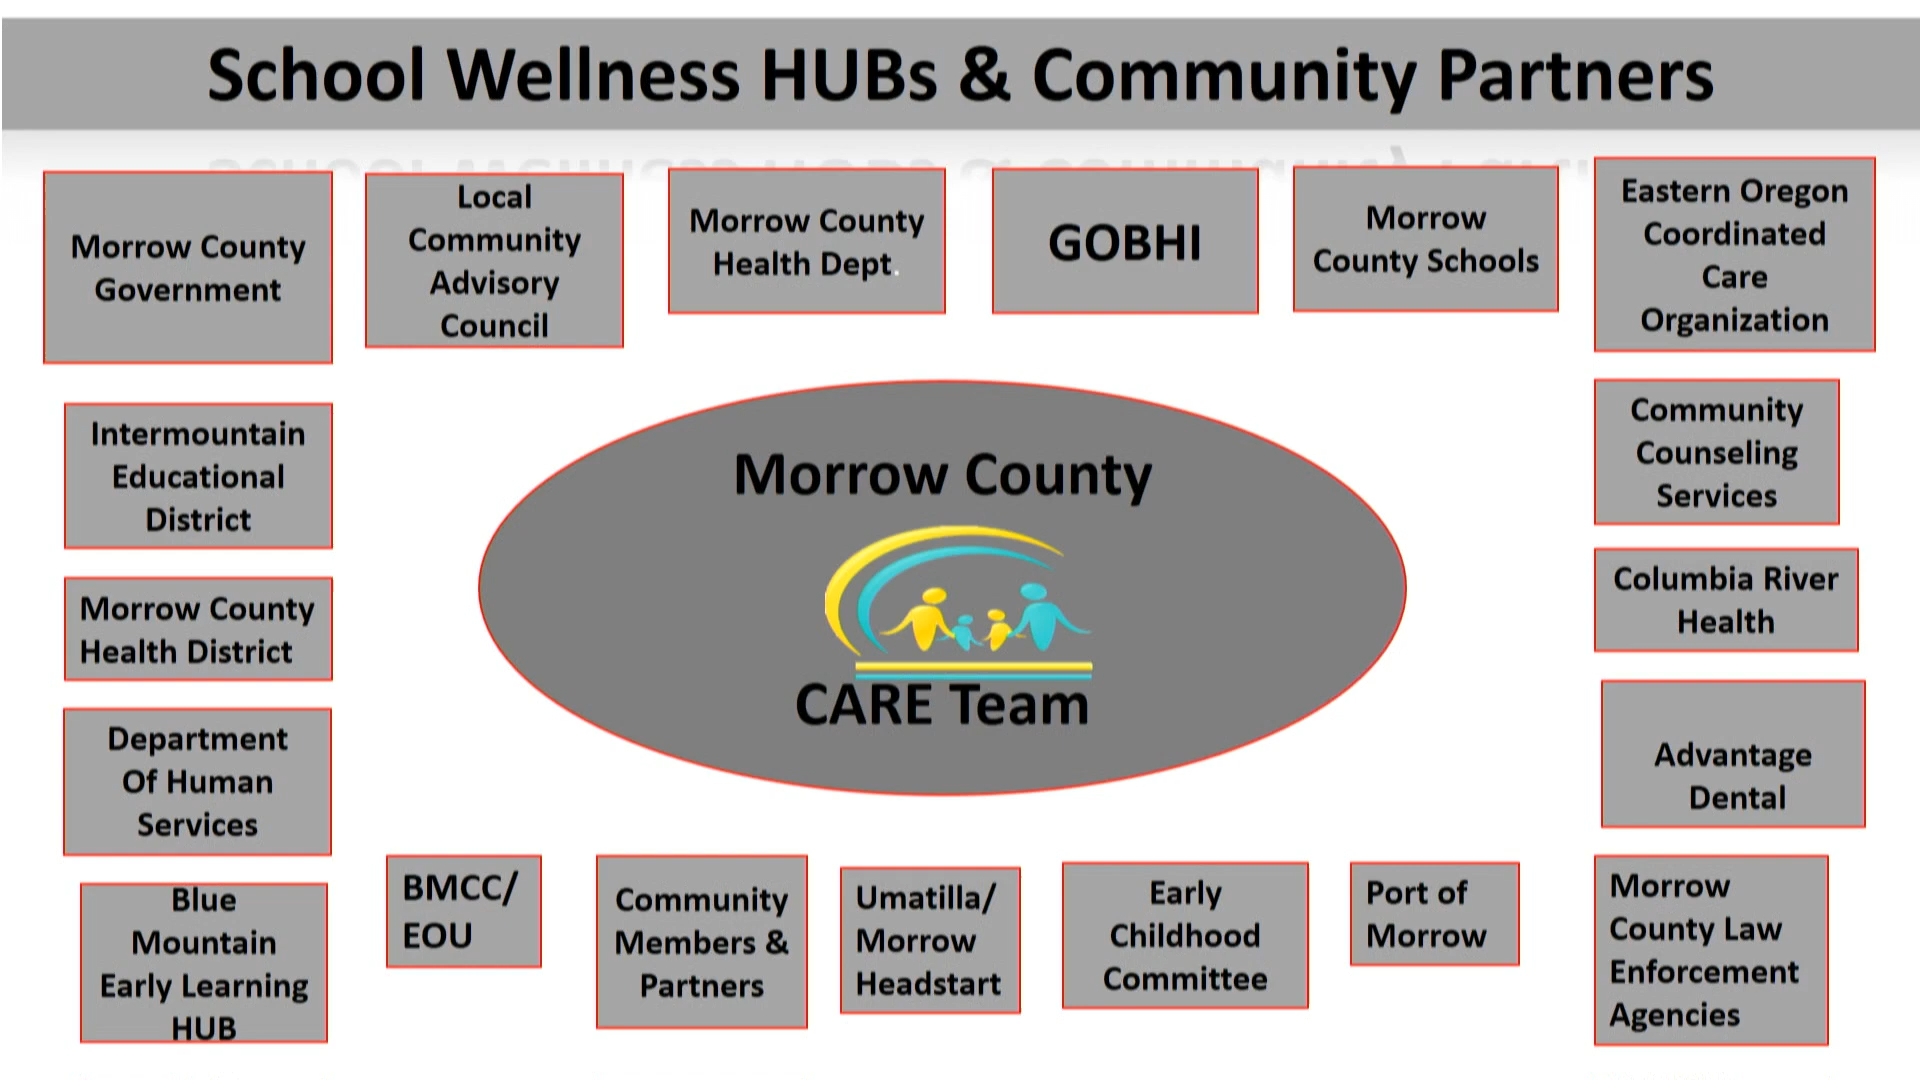 School Wellness HUBs & Community Partners
Morrow County
Government
Local
Community
Advisory
Council
Morrow County
Health Dept.
GOBHI
Morrow
County Schools
Eastern Oregon
Coordinated
Care
Organization
Intermountain
Educational
District
Morrow County
CARE Team
Community
Counseling
Services
Morrow County
Health District
Columbia River
Health
Department
Of Human
Services
Advantage
Dental
Blue
Mountain
Early Learning
HUB
BMCC/
EOU
Community
Members &
Partners
Umatilla/
Morrow
Headstart
Early
Childhood
Committee
Port of
Morrow
Morrow
County Law
Enforcement
Agencies